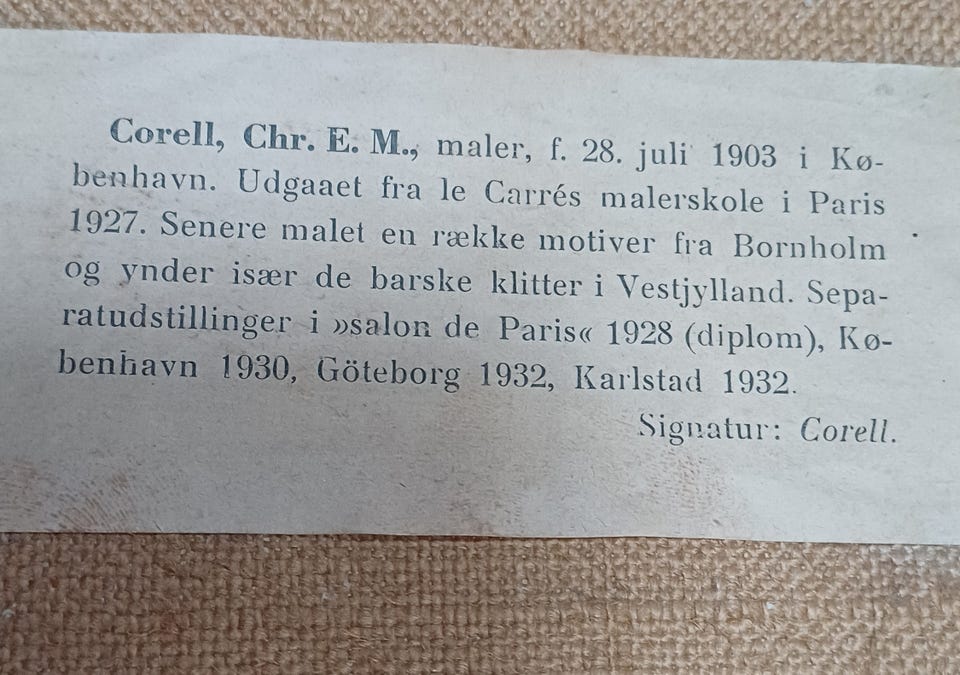 Corell, Chr. E. M., maler, f. 28. juli 1903 i Kø-
benhavn. Udgaaet fra le Carrés malerskole i Paris
1927. Senere malet en række motiver fra Bornholm
og ynder især de barske klitter i Vestjylland. Sepa-
ratudstillinger i »salon de Paris« 1928 (diplom), Kø-
benhavn 1930, Göteborg 1932, Karlstad 1932.
Signatur: Corell.